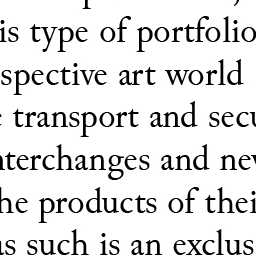 is type of portfolio
spective art world
transport and secu
nterchanges and new
he products of thei
as such is an exclus